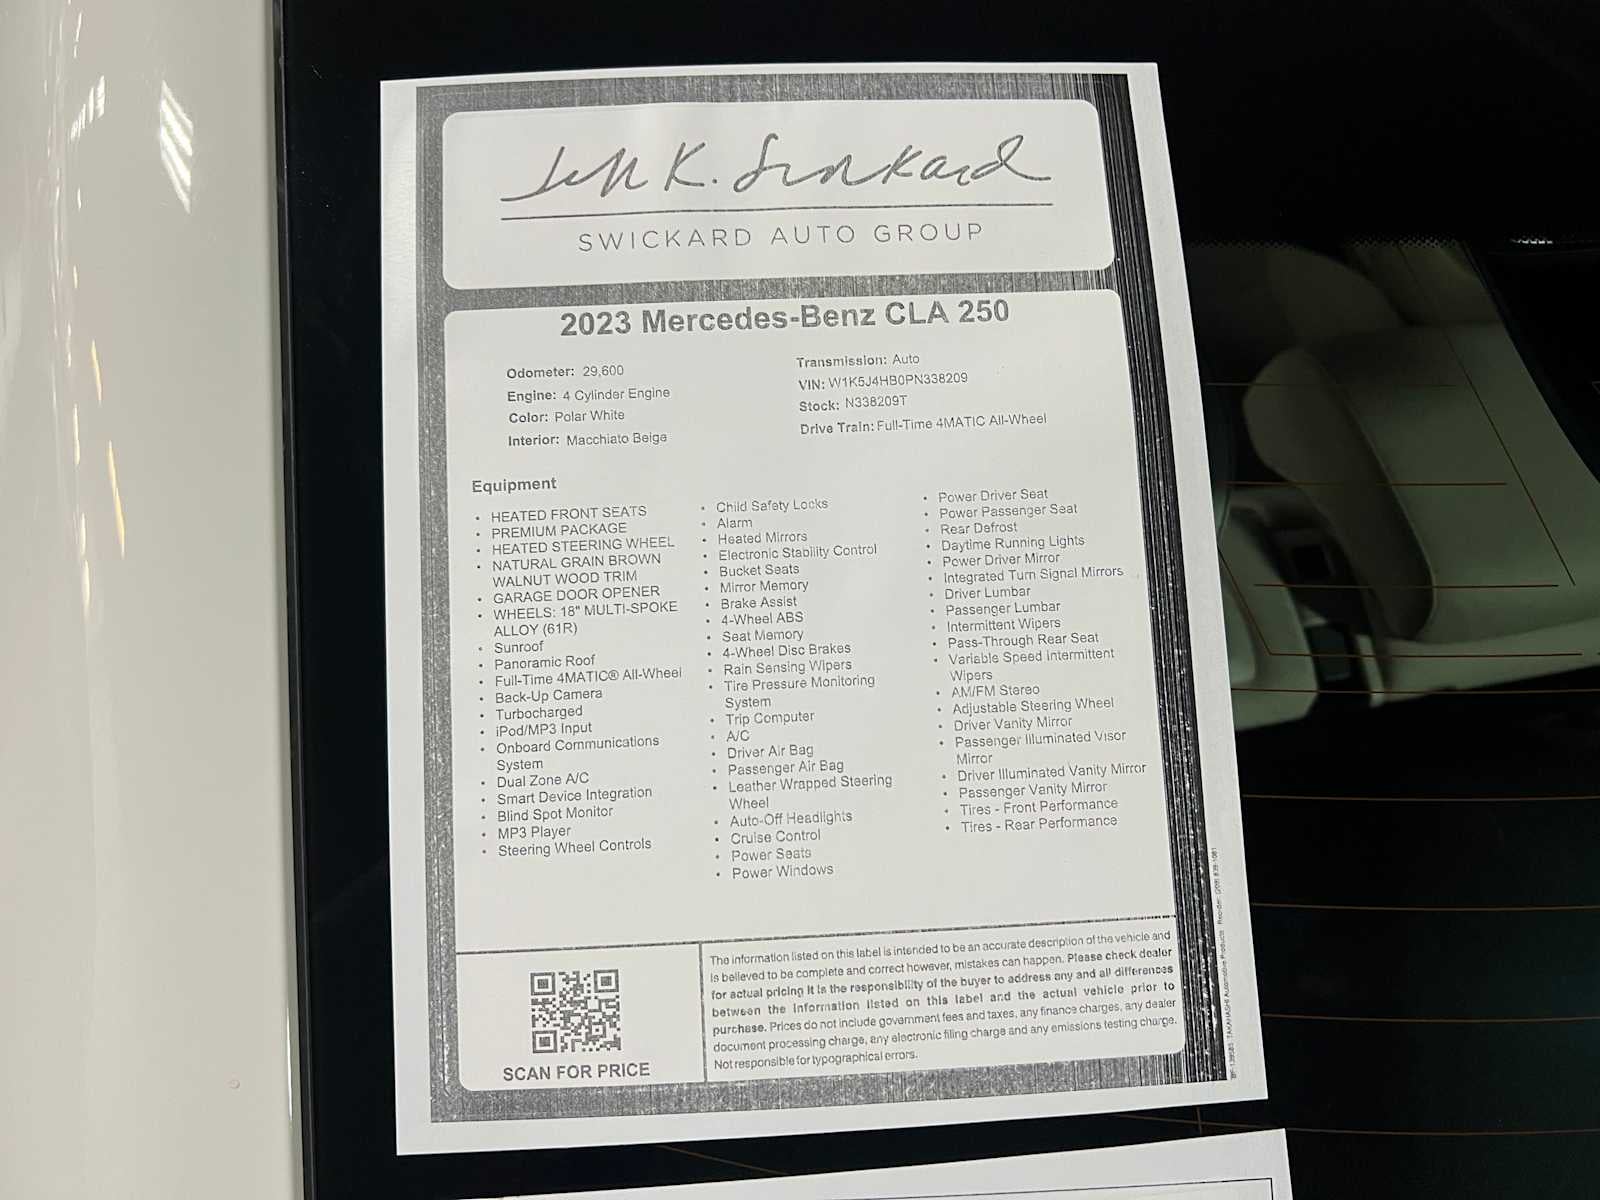 Jeff K. Swickard
SWICKARD AUTO GROUP
2023 Mercedes-Benz CLA 250
Odometer: 29,600
Engine: 4 Cylinder Engine
Color: Polar White
Interior: Macchiato Beige
Transmission: Auto
VIN: W1K5J4HB0PN338209
Stock: N338209T
Drive Train: Full-Time 4MATIC All-Wheel
Equipment
• HEATED FRONT SEATS
• PREMIUM PACKAGE
• HEATED STEERING WHEEL
• NATURAL GRAIN BROWN
WALNUT WOOD TRIM
• GARAGE DOOR OPENER
• WHEELS: 18" MULTI-SPOKE
ALLOY (61R)
• Sunroof
• Panoramic Roof
• Full-Time 4MATIC® All-Wheel
• Back-Up Camera
• Turbocharged
• iPod/MP3 Input
• Onboard Communications
System
• Dual Zone A/C
• Smart Device Integration
• Blind Spot Monitor
• MP3 Player
• Steering Wheel Controls
• Child Safety Locks
• Alarm
• Heated Mirrors
• Electronic Stability Control
• Bucket Seats
• Mirror Memory
• Brake Assist
• 4-Wheel ABS
• Seat Memory
• 4-Wheel Disc Brakes
• Rain Sensing Wipers
• Tire Pressure Monitoring
System
• Trip Computer
• A/C
• Driver Air Bag
• Passenger Air Bag
• Leather Wrapped Steering
Wheel
• Auto-Off Headlights
• Cruise Control
• Power Seats
• Power Windows
• Power Driver Seat
• Power Passenger Seat
• Rear Defrost
• Daytime Running Lights
• Power Driver Mirror
• Integrated Turn Signal Mirrors
• Driver Lumbar
• Passenger Lumbar
• Intermittent Wipers
• Pass-Through Rear Seat
• Variable Speed Intermittent
Wipers
• AM/FM Stereo
• Adjustable Steering Wheel
• Driver Vanity Mirror
• Passenger Illuminated Visor
Mirror
• Driver Illuminated Vanity Mirror
• Passenger Vanity Mirror
• Tires - Front Performance
• Tires - Rear Performance
SCAN FOR PRICE
The information listed on this label is intended to be an accurate description of the vehicle and
is believed to be complete and correct however, mistakes can happen. Please check dealer
for actual pricing It is the responsibility of the buyer to address any and all differences
between the information listed on this label and the actual vehicle prior to
purchase. Prices do not include government fees and taxes, any finance charges, any dealer
document processing charge, any electronic filing charge and any emissions testing charge.
Not responsible for typographical errors.
TAKAHASHI Automotive Products